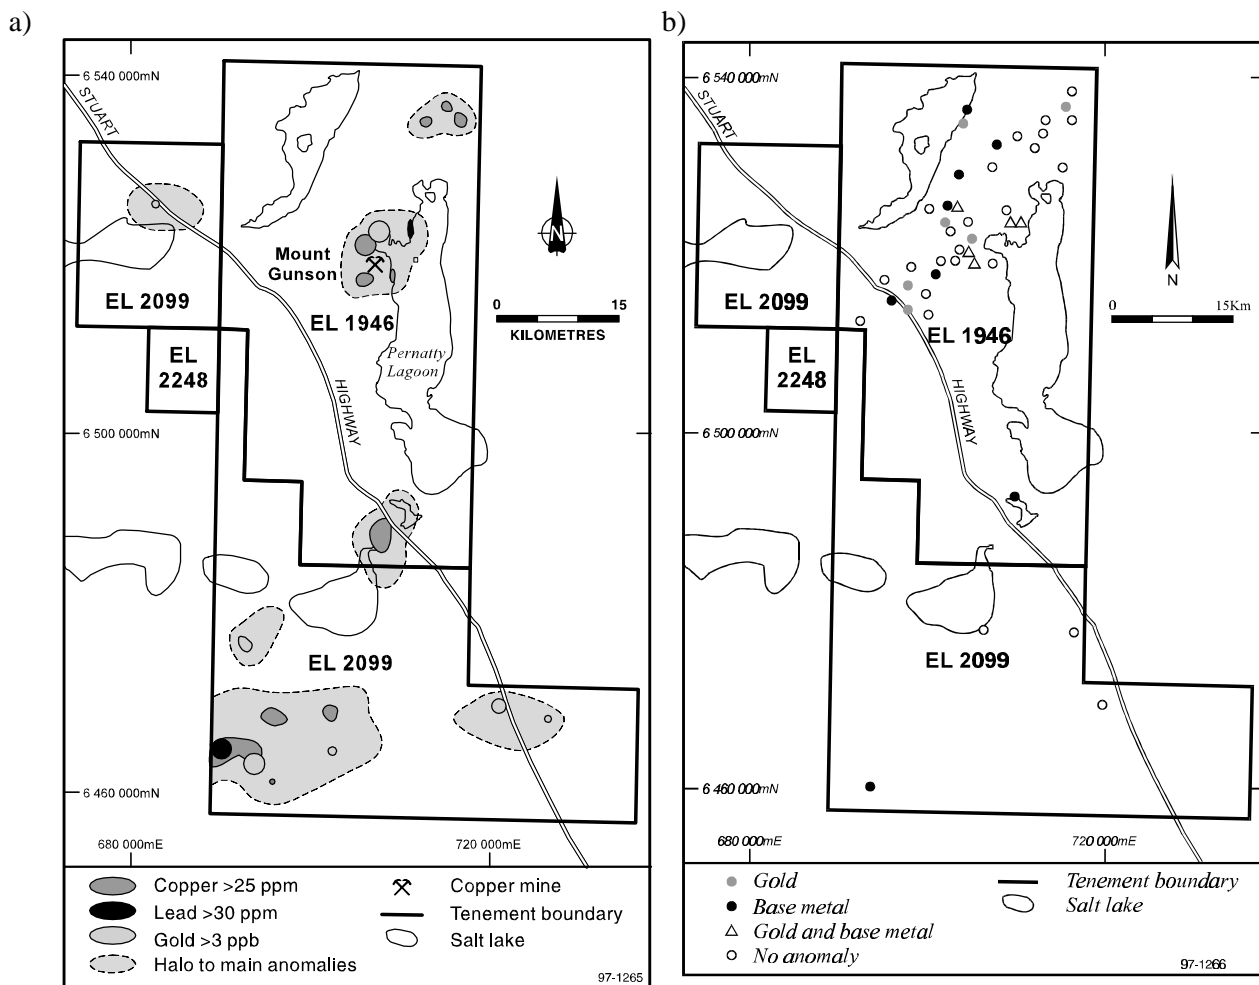 a)
6 540 000mN
STUART
Mount
Gunson
N
EL 2099
EL 1946
0 15
KILOMETRES
EL
2248
Pernatty
Lagoon
HIGHWAY
6 500 000mN
EL 2099
6 460 000mN
680 000mE
720 000mE
Copper >25 ppm
Lead >30 ppm
Gold >3 ppb
Halo to main anomalies
Copper mine
Tenement boundary
Salt lake
97-1265
b)
6 540 000mN
STUART
N
EL 2099
0 15Km
EL 1946
EL
2248
HIGHWAY
6 500 000mN
EL 2099
6 460 000mN
680 000mE
720 000mE
Gold
Base metal
Gold and base metal
No anomaly
Tenement boundary
Salt lake
97-1266